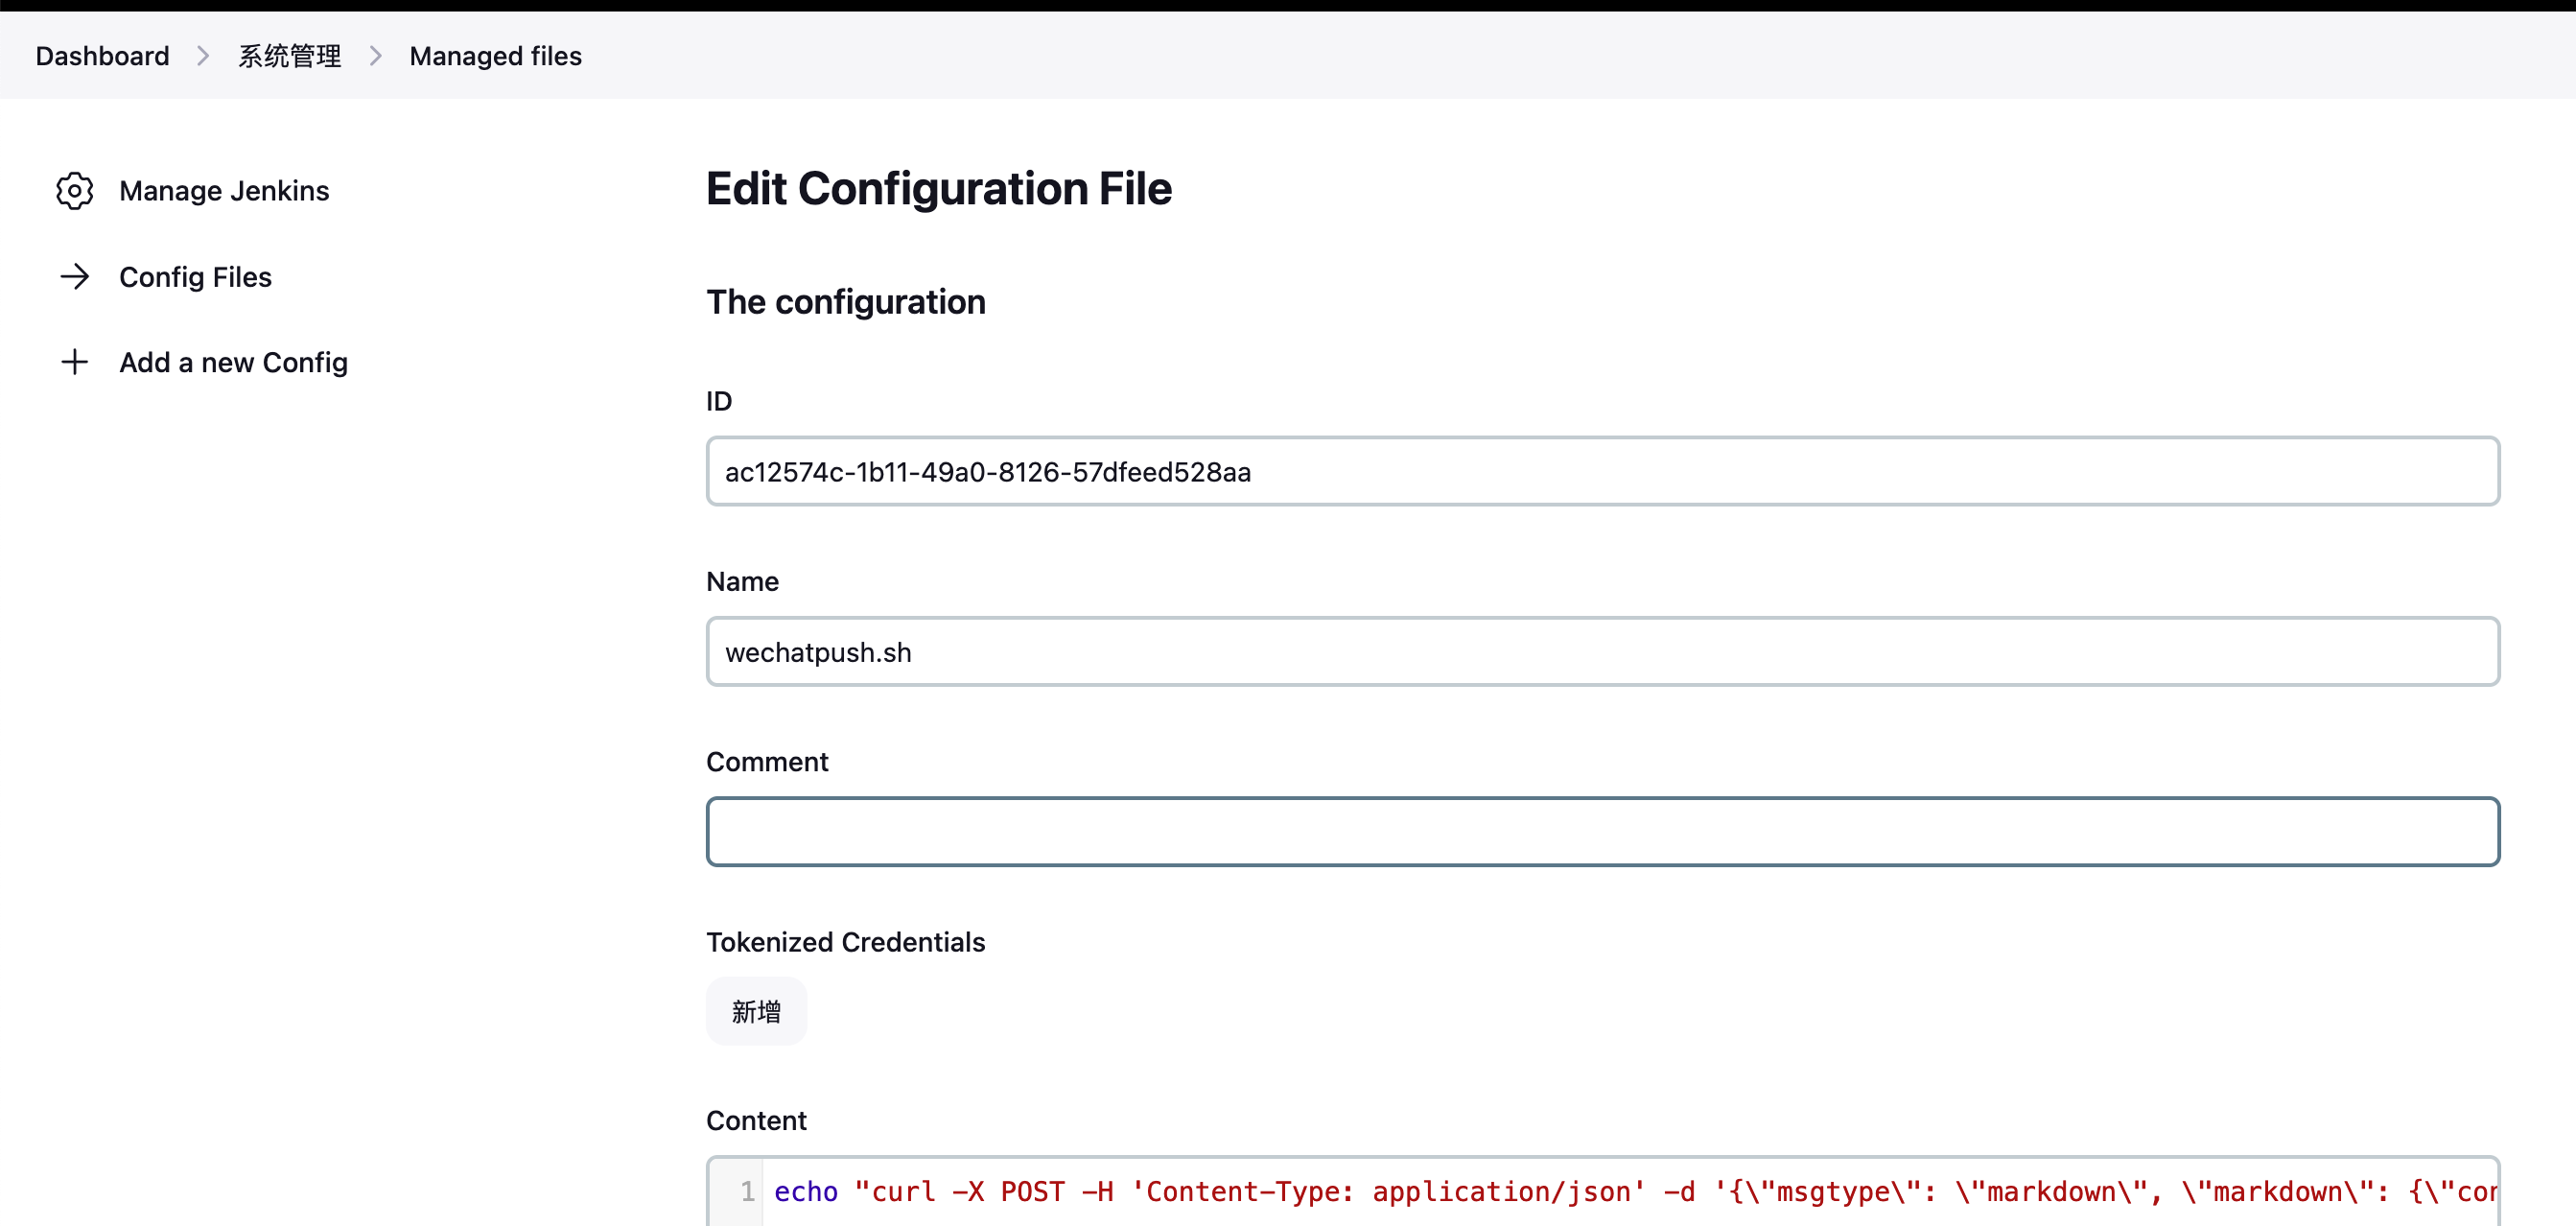 Dashboard > 系统管理 > Managed files
Manage Jenkins
Config Files
Add a new Config
Edit Configuration File
The configuration
ID
ac12574c-1b11-49a0-8126-57dfeed528aa
Name
wechatpush.sh
Comment
Tokenized Credentials
新增
Content
1 echo "curl -X POST -H 'Content-Type: application/json' -d '{\"msgtype\": \"markdown\", \"markdown\": {\"con